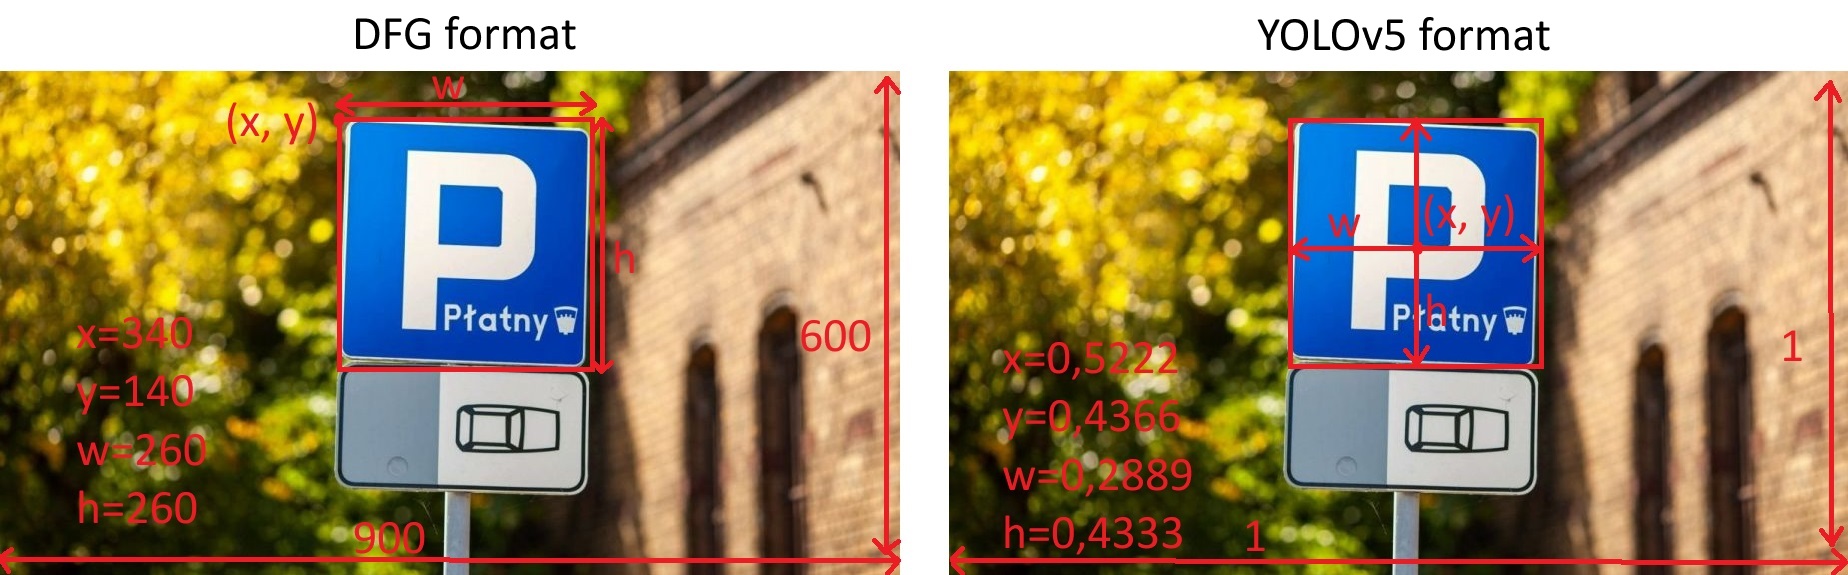 DFG format
w
(x, y)
P
h
Płatny
x=340
y=140
w=260
h=260
600
900
YOLOv5 format
P
w
(x, y)
h
Płatny
x=0,5222
y=0,4366
w=0,2889
h=0,4333
1
1